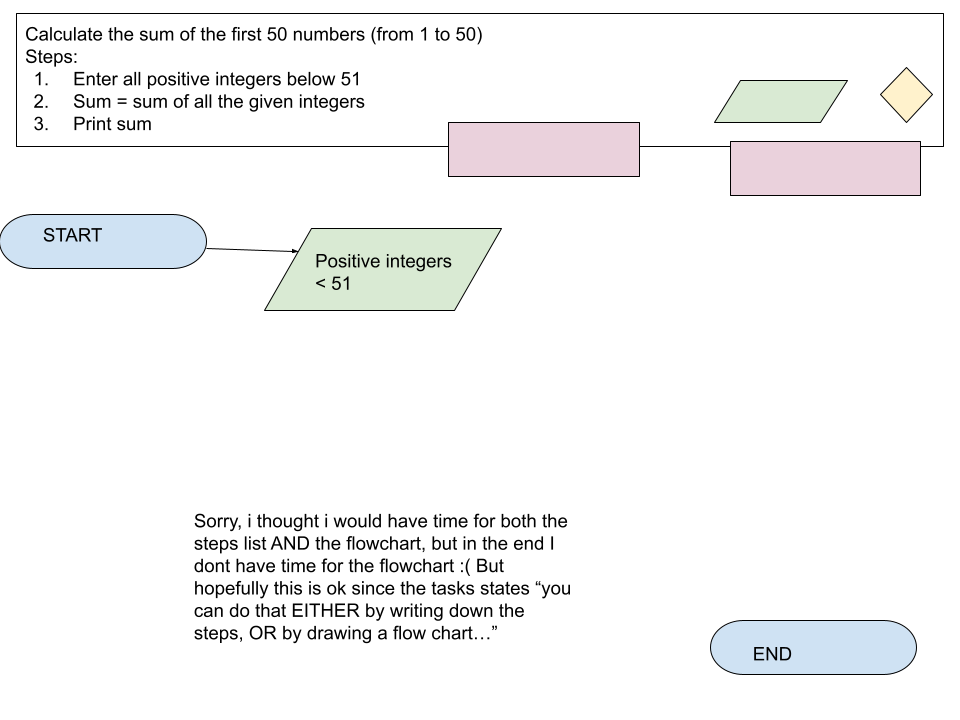 Calculate the sum of the first 50 numbers (from 1 to 50)
Steps:
1. Enter all positive integers below 51
2. Sum = sum of all the given integers
3. Print sum
START
Positive integers
< 51
Sorry, i thought i would have time for both the
steps list AND the flowchart, but in the end I
dont have time for the flowchart :( But
hopefully this is ok since the tasks states “you
can do that EITHER by writing down the
steps, OR by drawing a flow chart…”
END